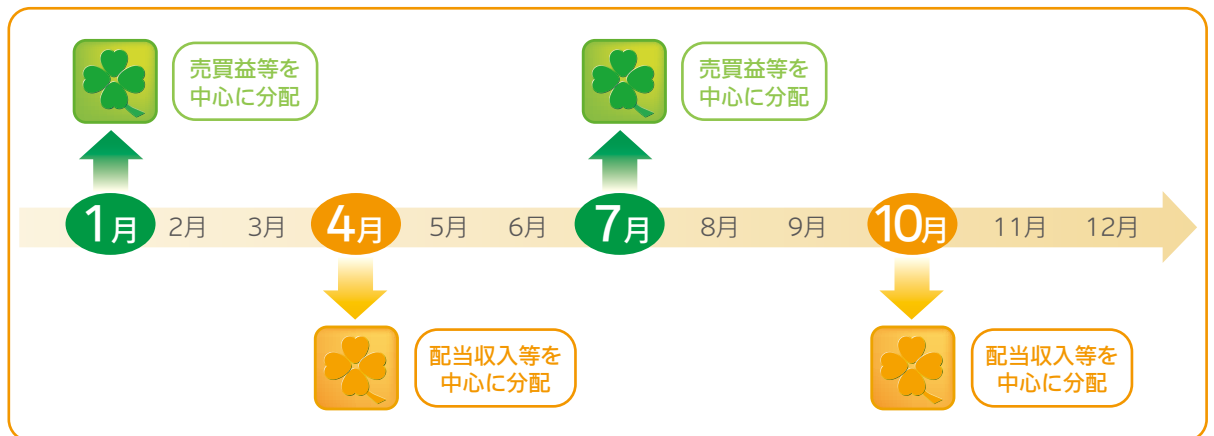 売買益等を
中心に分配
売買益等を
中心に分配
1月 2月 3月 4月 5月 6月 7月 8月 9月 10月 11月 12月
配当収入等を
中心に分配
配当収入等を
中心に分配